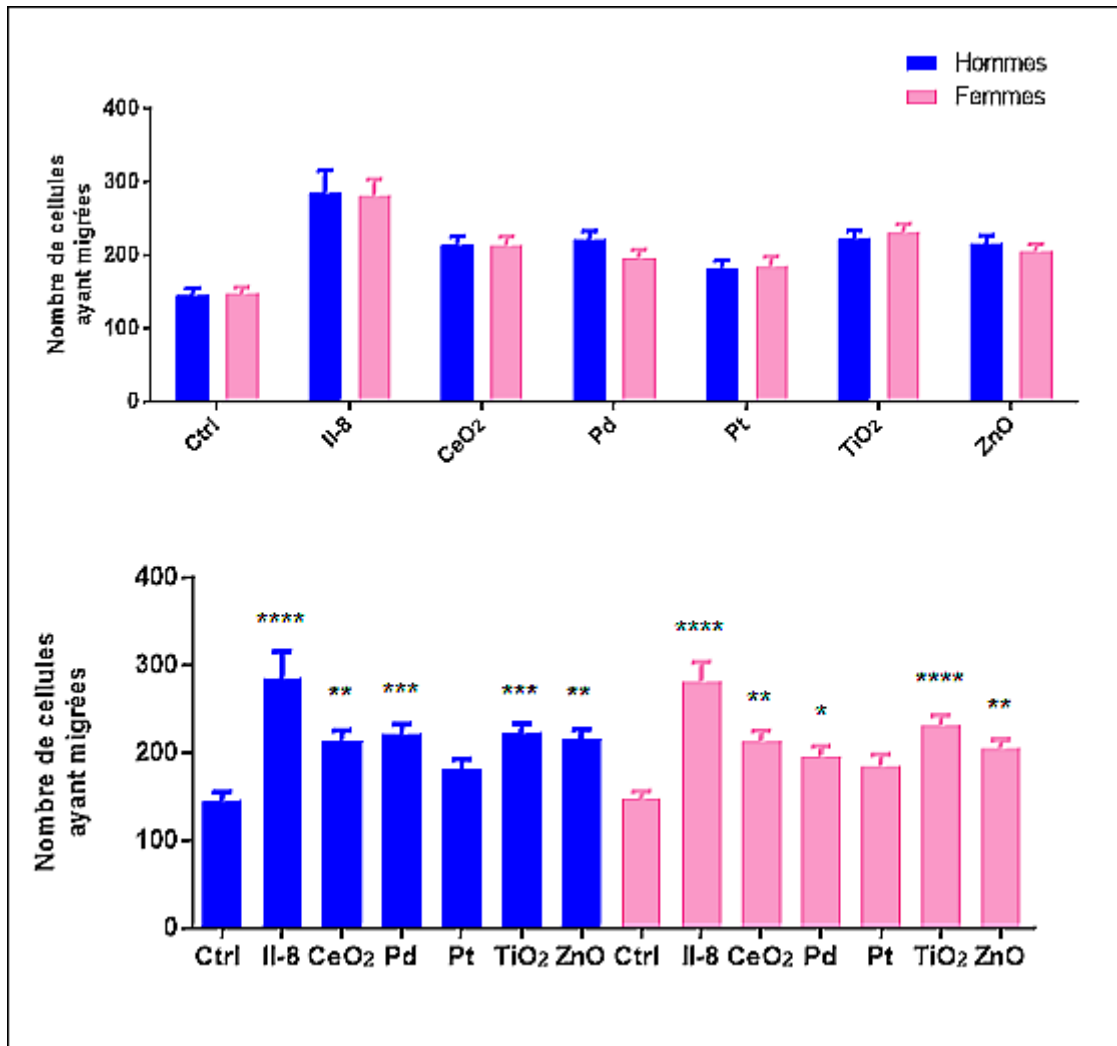 Hommes
Femmes
400
300
200
100
0
Nombre de cellules
ayant migrées
Ctrl Il-8 CeO₂ Pd Pt TiO₂ ZnO
400
300
200
100
0
Nombre de cellules
ayant migrées
**** ** *** *** ** **** ** * **** **
Ctrl Il-8 CeO₂ Pd Pt TiO₂ ZnO Ctrl Il-8 CeO₂ Pd Pt TiO₂ ZnO